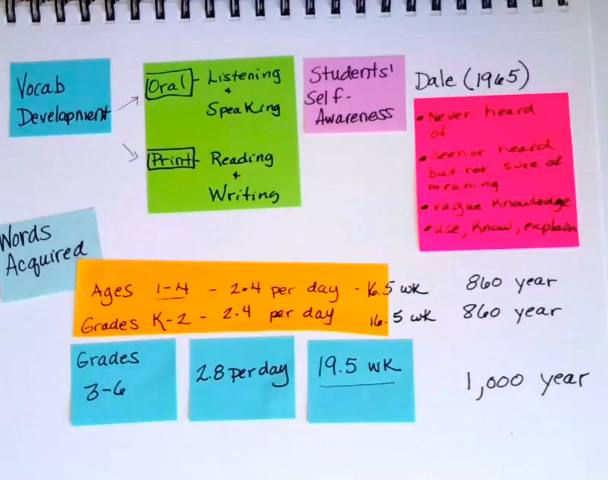 Vocab
Development
Oral - Listening
+
Speaking
Print - Reading
+
Writing
Students'
Self-
Awareness
Dale (1965)
• Never heard
of
• seen or heard
but not sure of
meaning
• vague knowledge
• use, know, explain
Words
Acquired
Ages 1-4 - 2.4 per day - 16.5 wk 860 year
Grades K-2 - 2.4 per day 16.5 wk 860 year
Grades
3-6
2.8 per day
19.5 wk
1,000 year